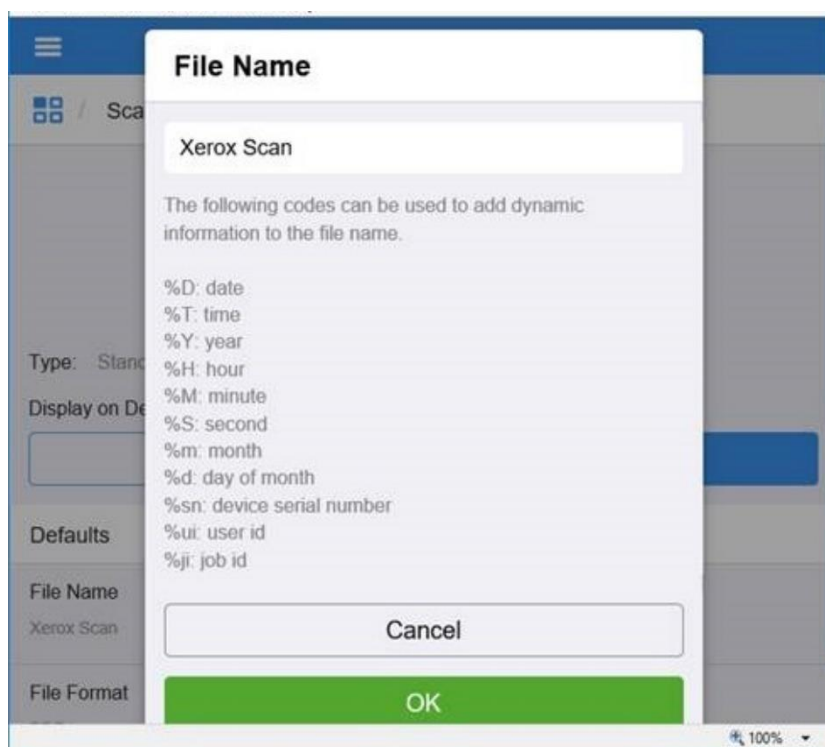 File Name
Sca
Xerox Scan
The following codes can be used to add dynamic
information to the file name.
%D: date
%T: time
%Y: year
%H: hour
%M: minute
%S: second
%m: month
%d: day of month
%sn: device serial number
%ui: user id
%ji: job id
Type: Stand
Display on De
Defaults
File Name
Xerox Scan
File Format
Cancel
OK
100%